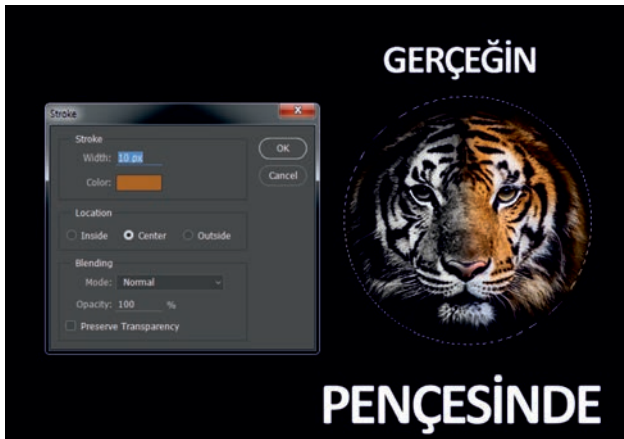 GERÇEĞİN
Stroke
Stroke
Width: 10 px
Color:
OK
Cancel
Location
Inside Center Outside
Blending
Mode: Normal
Opacity: 100 %
Preserve Transparency
PENÇESİNDE